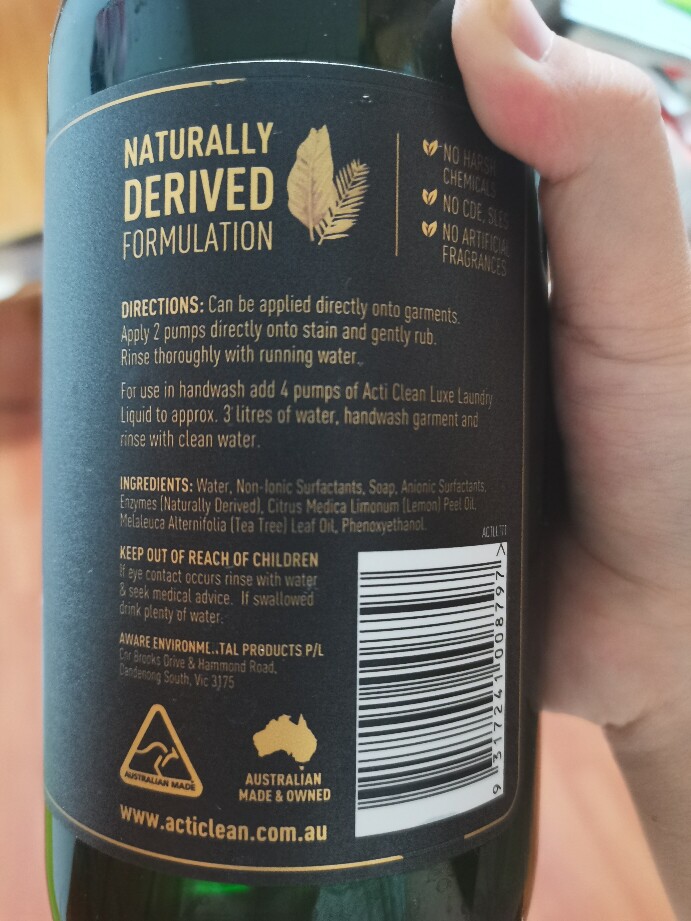 NATURALLY
DERIVED
FORMULATION
NO HARSH
CHEMICALS
NO CDE, SLES
NO ARTIFICIAL
FRAGRANCES
DIRECTIONS: Can be applied directly onto garments.
Apply 2 pumps directly onto stain and gently rub.
Rinse thoroughly with running water.
For use in handwash add 4 pumps of Acti Clean Luxe Laundry
Liquid to approx. 3 litres of water, handwash garment and
rinse with clean water.
INGREDIENTS: Water, Non-Ionic Surfactants, Soap, Anionic Surfactants,
Enzymes (Naturally Derived), Citrus Medica Limonum (Lemon) Peel Oil,
Melaleuca Alternifolia (Tea Tree) Leaf Oil, Phenoxyethanol.
KEEP OUT OF REACH OF CHILDREN
If eye contact occurs rinse with water
& seek medical advice. If swallowed
drink plenty of water.
AWARE ENVIRONMENTAL PRODUCTS P/L
Cnr Brooks Drive & Hammond Road,
Dandenong South, Vic 3175
AUSTRALIAN MADE
AUSTRALIAN
MADE & OWNED
www.acticlean.com.au
9 317241 008797 >